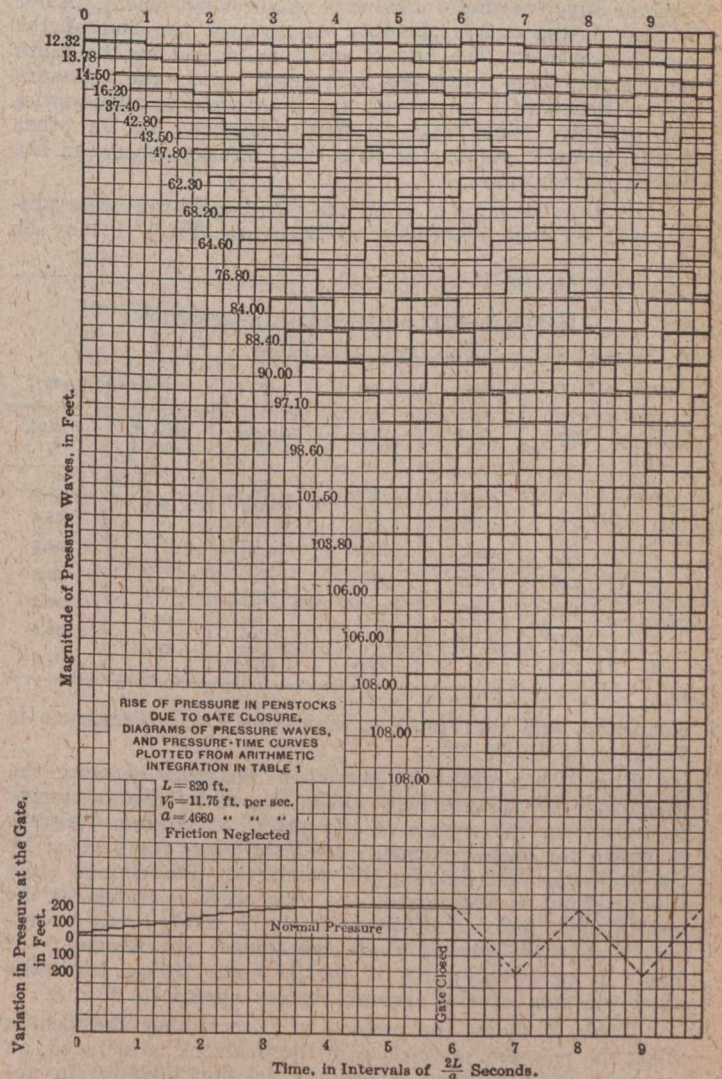 0 1 2 3 4 5 6 7 8 9
12.32
13.78
14.50
16.20
37.40
42.80
43.50
47.80
62.30
68.20
64.60
76.80
84.00
88.40
90.00
97.10
98.60
101.50
103.80
106.00
106.00
108.00
108.00
108.00
Magnitude of Pressure Waves, in Feet.
RISE OF PRESSURE IN PENSTOCKS
DUE TO GATE CLOSURE,
DIAGRAMS OF PRESSURE WAVES,
AND PRESSURE-TIME CURVES
PLOTTED FROM ARITHMETIC
INTEGRATION IN TABLE 1
L = 820 ft.
V0 = 11.75 ft. per sec.
a = 4680 " " "
Friction Neglected
Variation in Pressure at the Gate,
in Feet.
200
100
0
100
200
Normal Pressure
Gate Closed
0 1 2 3 4 5 6 7 8 9
Time, in Intervals of 2L/a Seconds.